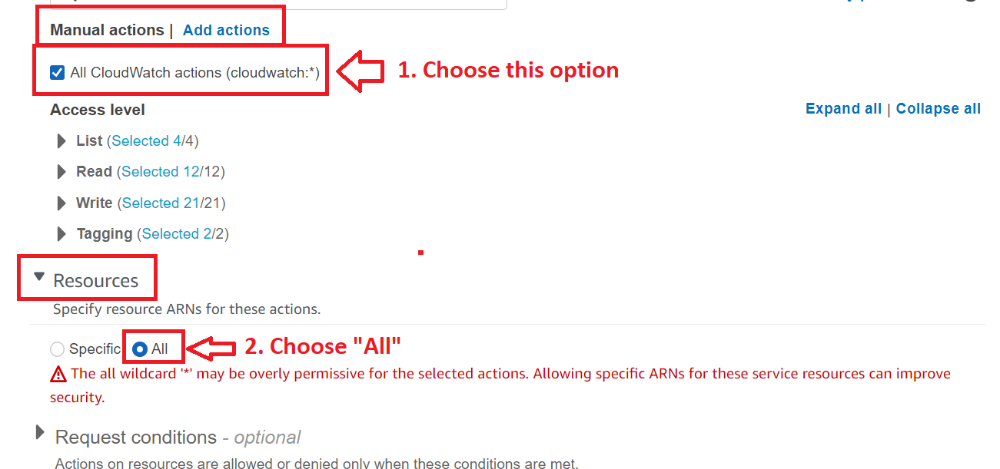 Manual actions | Add actions
All CloudWatch actions (cloudwatch:*) 1. Choose this option
Access level Expand all | Collapse all
List (Selected 4/4)
Read (Selected 12/12)
Write (Selected 21/21)
Tagging (Selected 2/2)
Resources
Specify resource ARNs for these actions.
Specific All 2. Choose "All"
The all wildcard '*' may be overly permissive for the selected actions. Allowing specific ARNs for these service resources can improve
security.
Request conditions - optional
Actions on resources are allowed or denied only when these conditions are met.